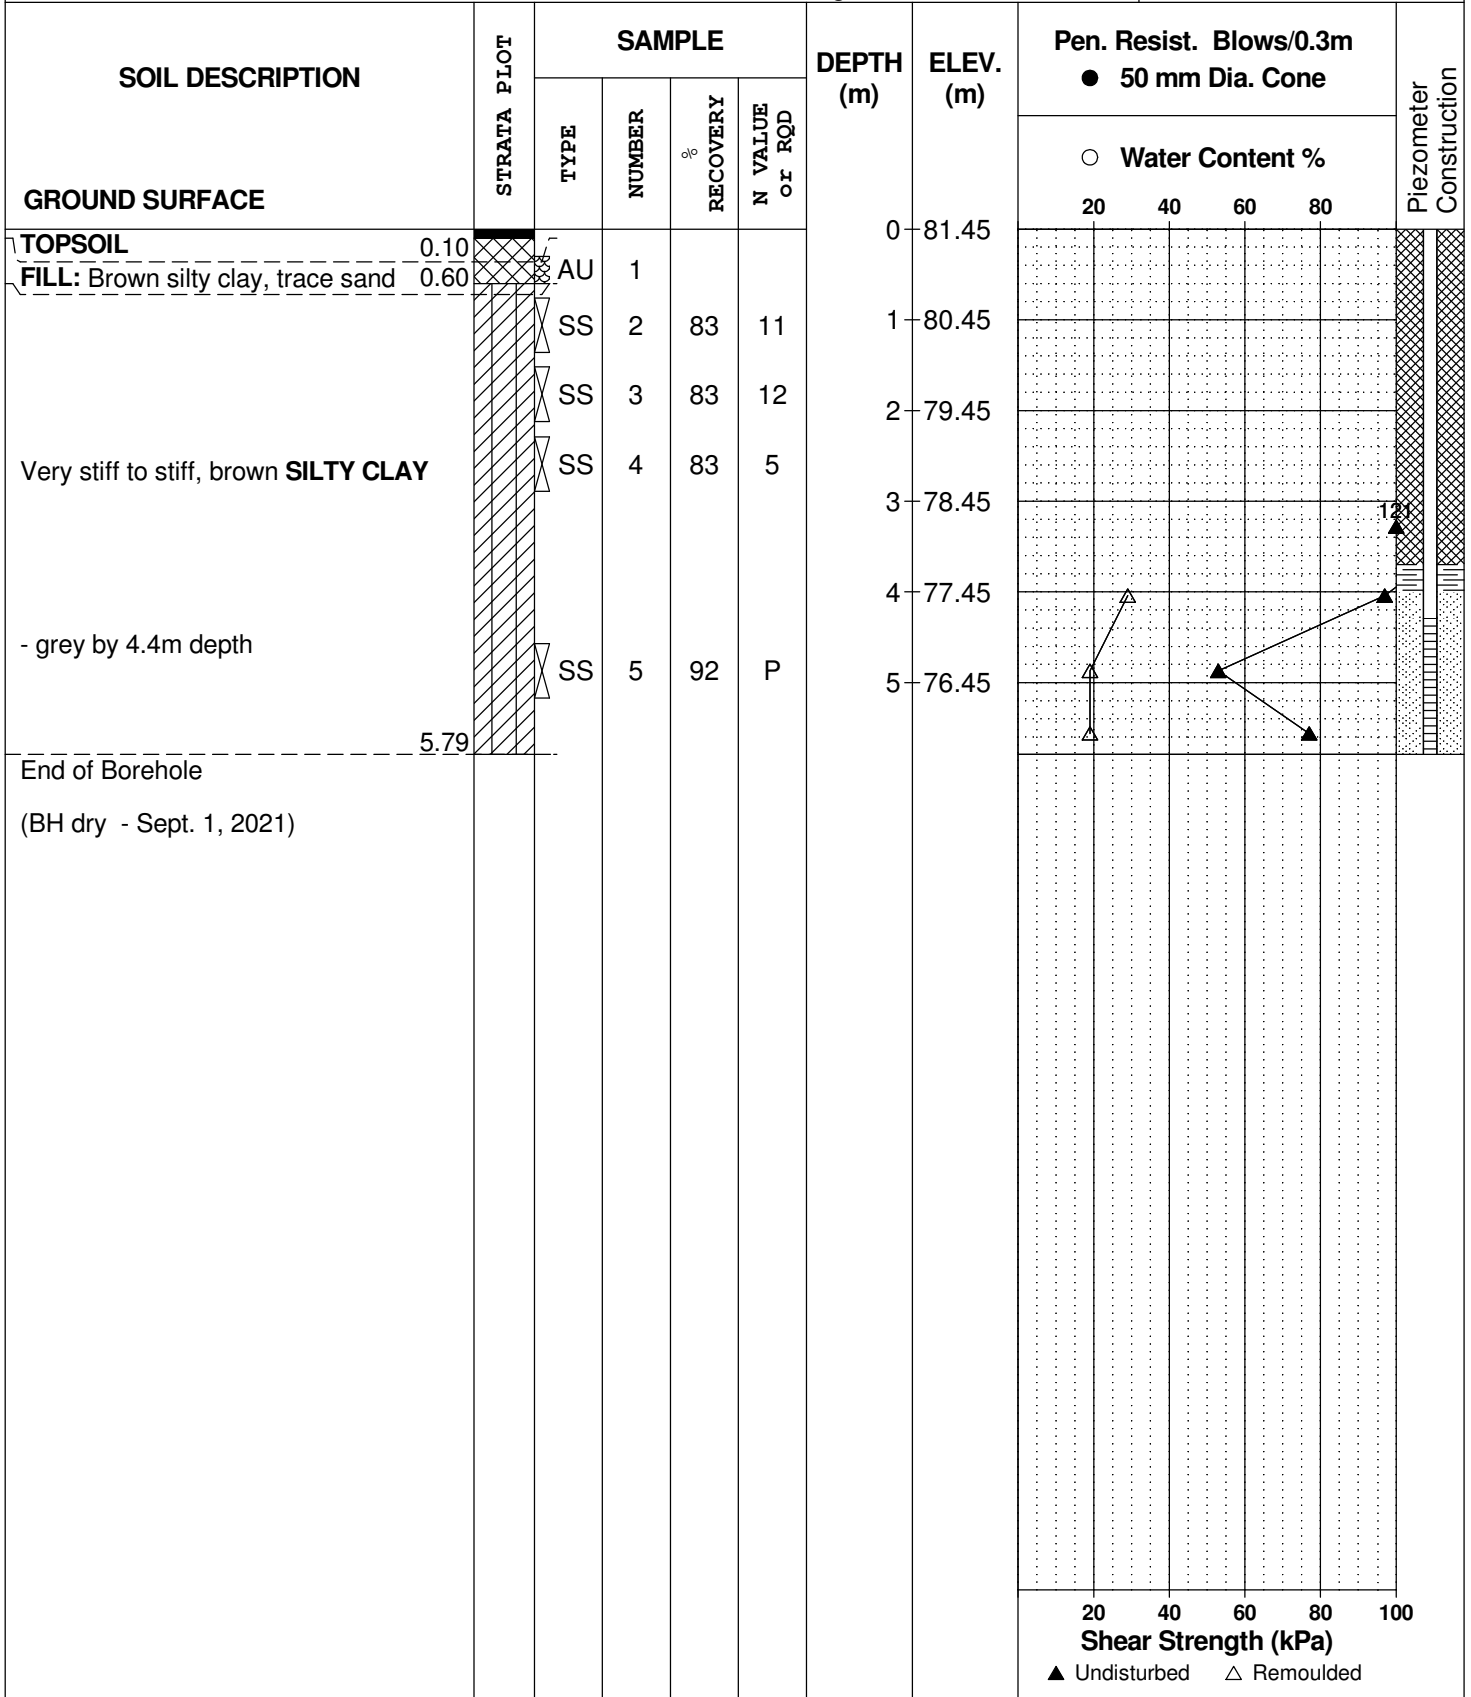 SOIL DESCRIPTION
GROUND SURFACE
STRATA PLOT
SAMPLE
TYPE
NUMBER
% RECOVERY
N VALUE or RQD
DEPTH (m)
ELEV. (m)
Pen. Resist. Blows/0.3m
● 50 mm Dia. Cone
○ Water Content %
20 40 60 80
Piezometer Construction
0 81.45
TOPSOIL 0.10
FILL: Brown silty clay, trace sand 0.60
AU 1
SS 2 83 11
1 80.45
SS 3 83 12
2 79.45
Very stiff to stiff, brown SILTY CLAY
SS 4 83 5
3 78.45
121
4 77.45
- grey by 4.4m depth
SS 5 92 P
5 76.45
5.79
End of Borehole
(BH dry - Sept. 1, 2021)
20 40 60 80 100
Shear Strength (kPa)
▲ Undisturbed △ Remoulded